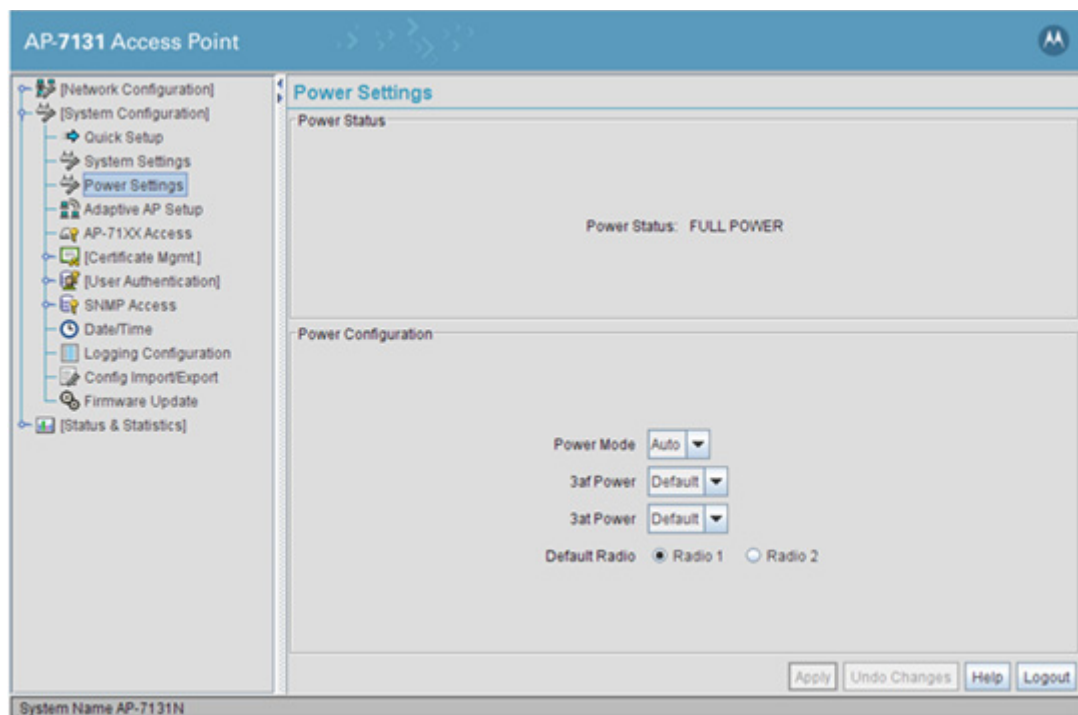 AP-7131 Access Point
[Network Configuration]
[System Configuration]
Quick Setup
System Settings
Power Settings
Adaptive AP Setup
AP-71XX Access
[Certificate Mgmt.]
[User Authentication]
SNMP Access
Date/Time
Logging Configuration
Config Import/Export
Firmware Update
[Status & Statistics]
Power Settings
Power Status
Power Status: FULL POWER
Power Configuration
Power Mode Auto
3af Power Default
3at Power Default
Default Radio Radio 1 Radio 2
Apply Undo Changes Help Logout
System Name AP-7131N